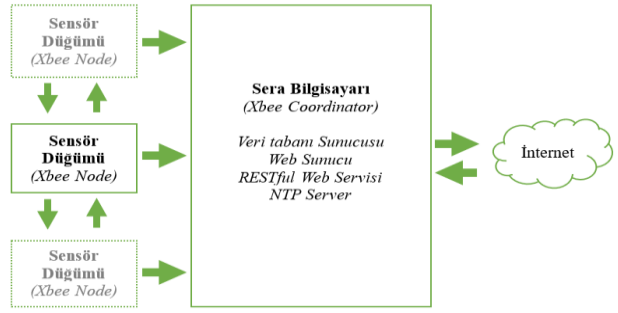 Sensör
Düğümü
(Xbee Node)
Sensör
Düğümü
(Xbee Node)
Sensör
Düğümü
(Xbee Node)
Sera Bilgisayarı
(Xbee Coordinator)
Veri tabanı Sunucusu
Web Sunucu
RESTful Web Servisi
NTP Server
İnternet